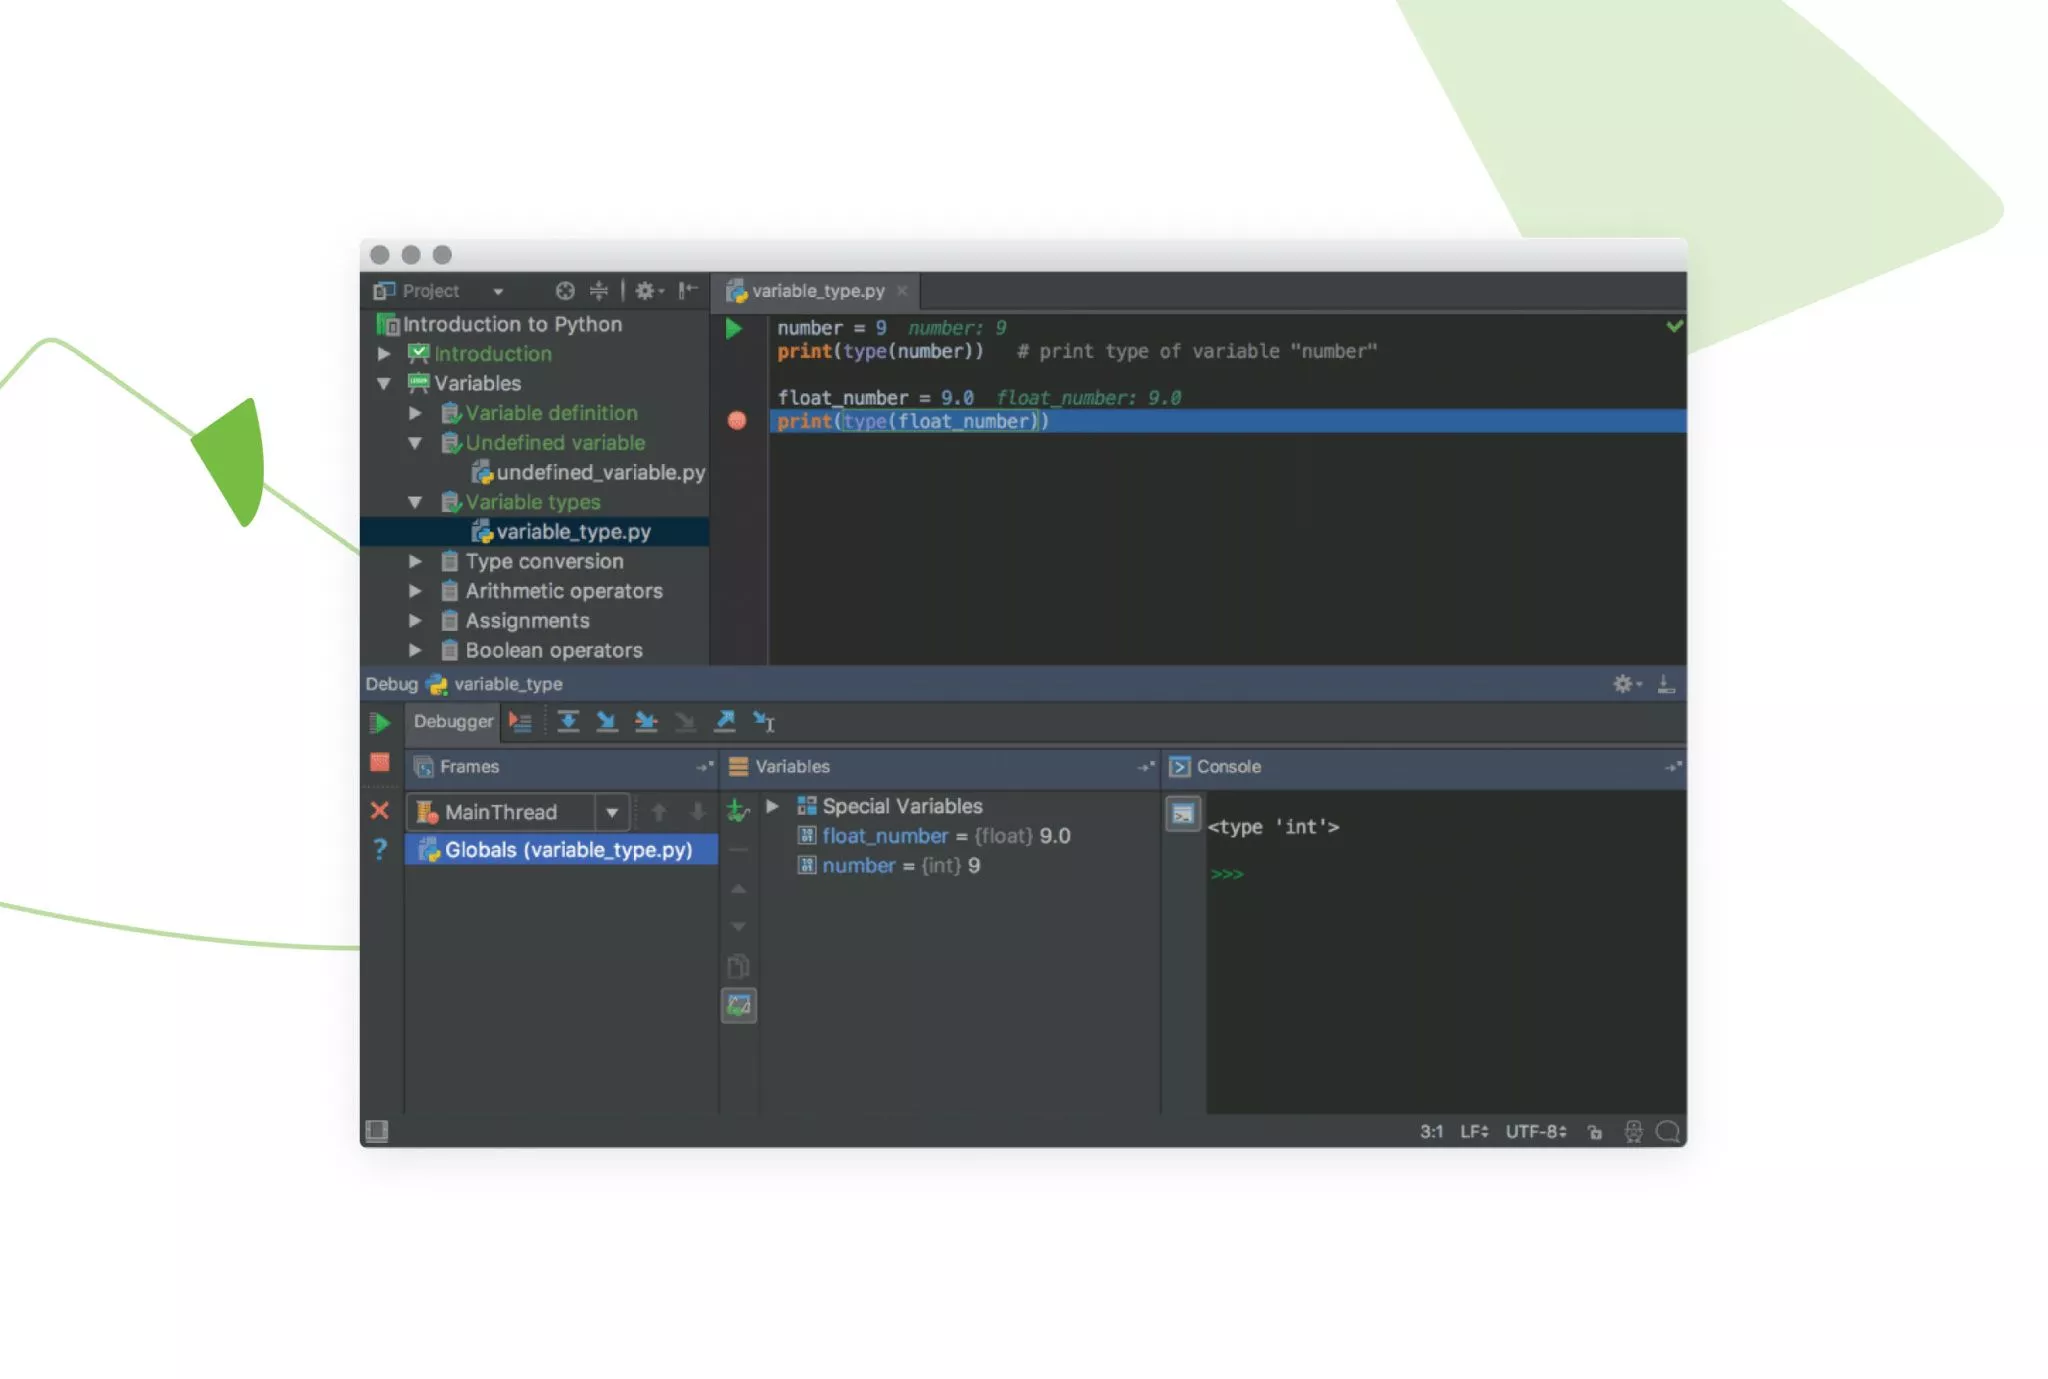 Project
variable_type.py
Introduction to Python
Introduction
Variables
Variable definition
Undefined variable
undefined_variable.py
Variable types
variable_type.py
Type conversion
Arithmetic operators
Assignments
Boolean operators
number = 9  number: 9
print(type(number))   # print type of variable "number"
float_number = 9.0  float_number: 9.0
print(type(float_number))
Debug variable_type
Debugger
Frames
MainThread
Globals (variable_type.py)
Variables
Special Variables
float_number = {float} 9.0
number = {int} 9
Console
<type 'int'>
>>>
3:1 LF UTF-8